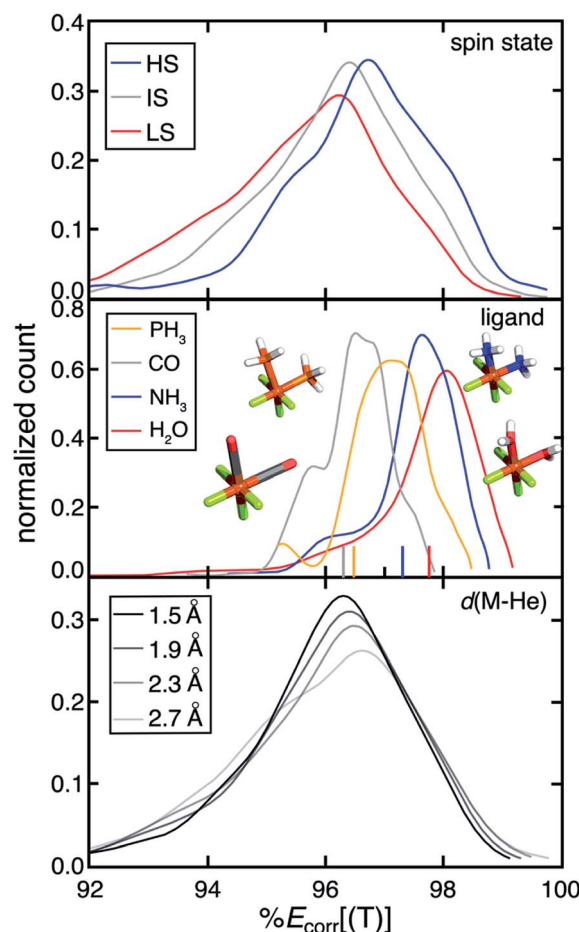 0.4
spin state
HS
IS
LS
0.3
0.2
0.1
0.0
0.8
ligand
PH3
CO
NH3
H2O
0.6
0.4
0.2
0.0
normalized count
d(M-He)
1.5 Å
1.9 Å
2.3 Å
2.7 Å
0.3
0.2
0.1
0.0
92 94 96 98 100
%Ecorr[(T)]